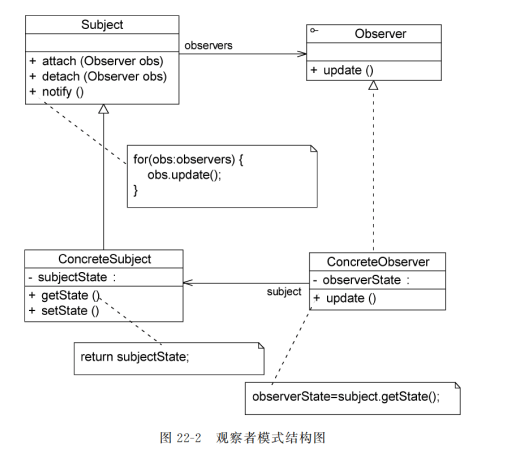 Subject
+ attach (Observer obs)
+ detach (Observer obs)
+ notify ()
observers
Observer
+ update ()
for(obs:observers) {
obs.update();
}
ConcreteSubject
- subjectState :
+ getState ()
+ setState ()
subject
ConcreteObserver
- observerState :
+ update ()
return subjectState;
observerState=subject.getState();
图 22-2 观察者模式结构图